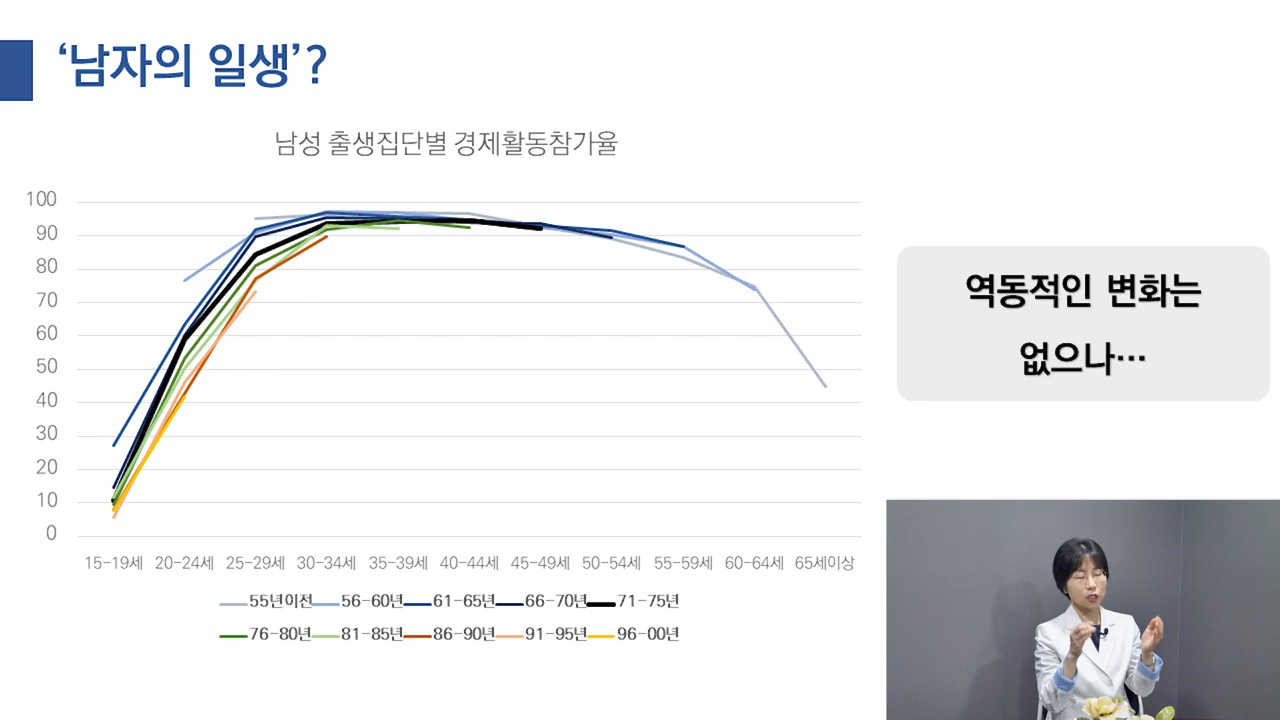 ‘남자의 일생’?
남성 출생집단별 경제활동참가율
100
90
80
70
60
50
40
30
20
10
0
15-19세 20-24세 25-29세 30-34세 35-39세 40-44세 45-49세 50-54세 55-59세 60-64세 65세이상
55년이전 56-60년 61-65년 66-70년 71-75년
76-80년 81-85년 86-90년 91-95년 96-00년
역동적인 변화는
없으나…